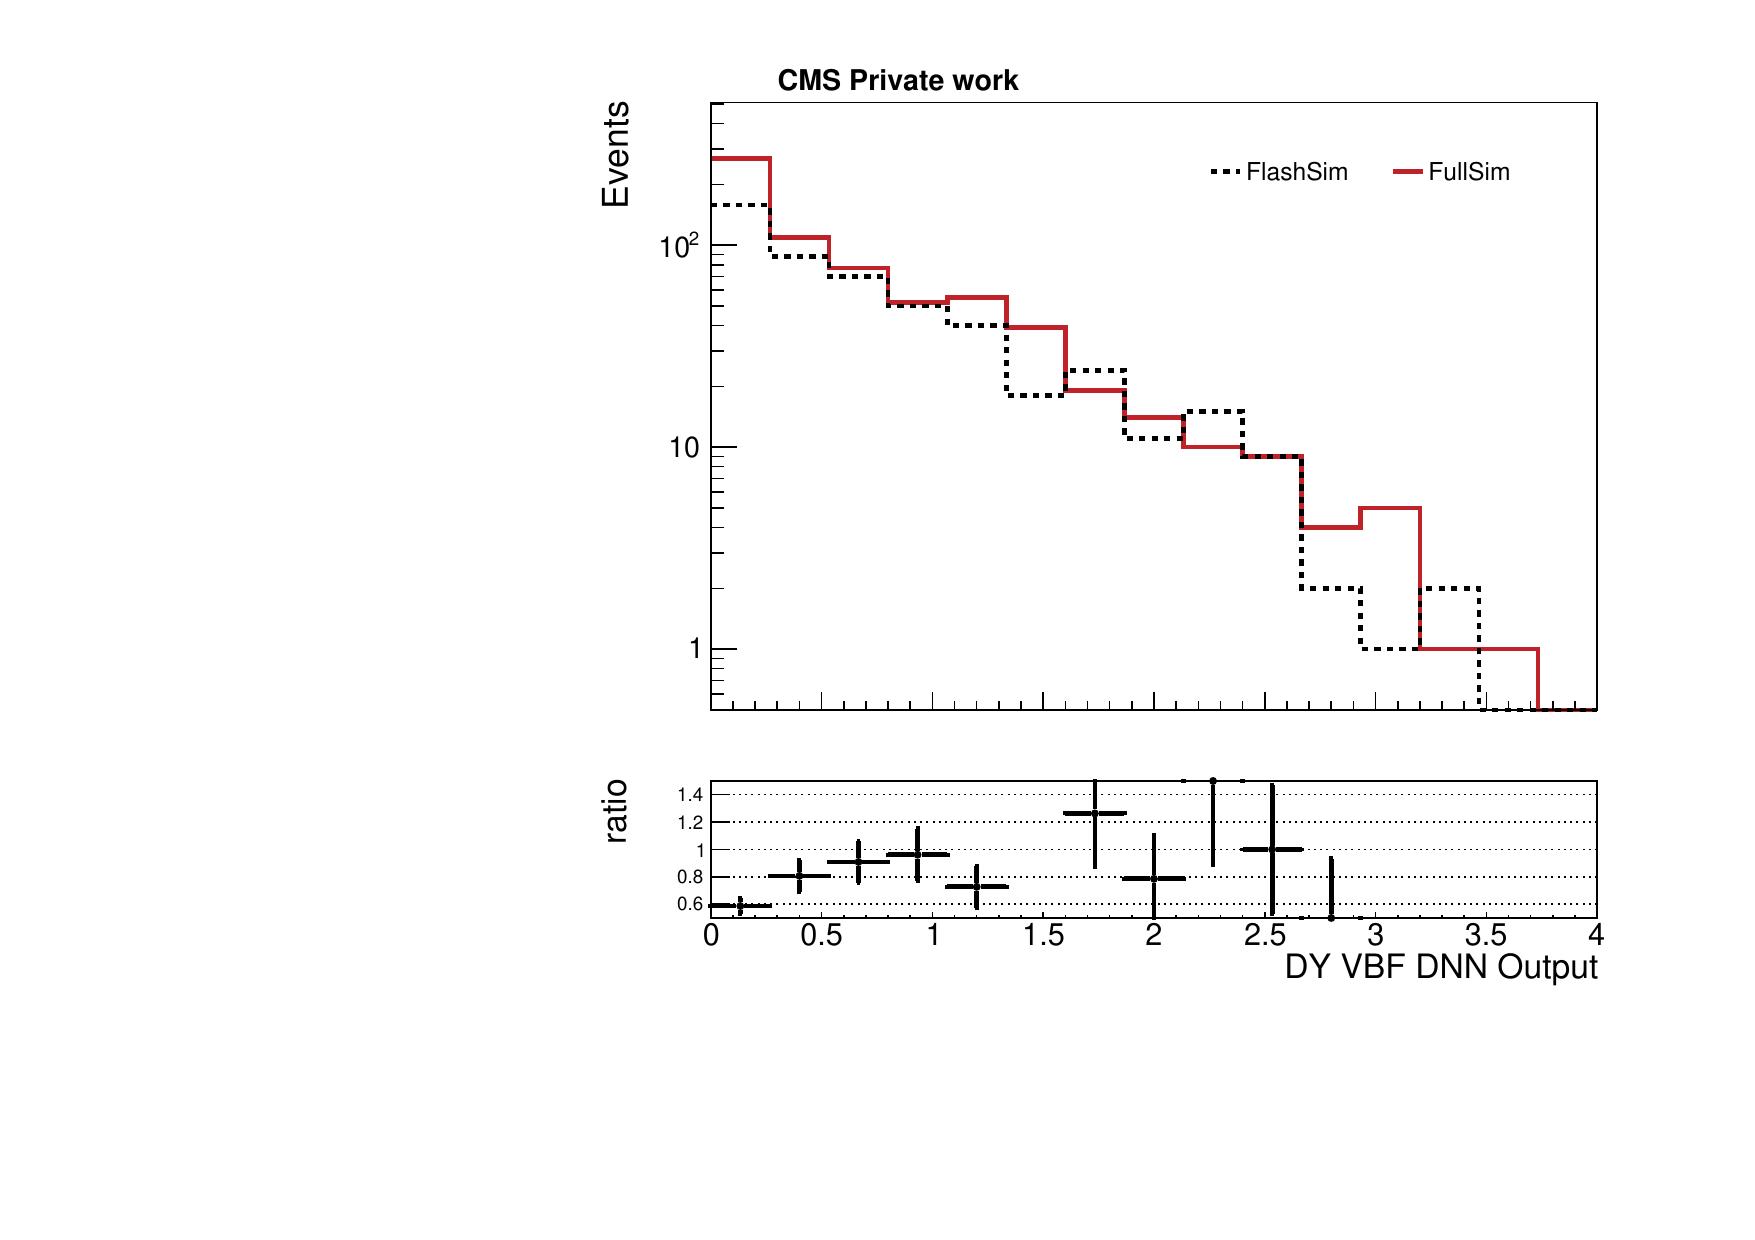 CMS Private work
Events
FlashSim FullSim
10²
10
1
ratio
1.4
1.2
1
0.8
0.6
0 0.5 1 1.5 2 2.5 3 3.5 4
DY VBF DNN Output